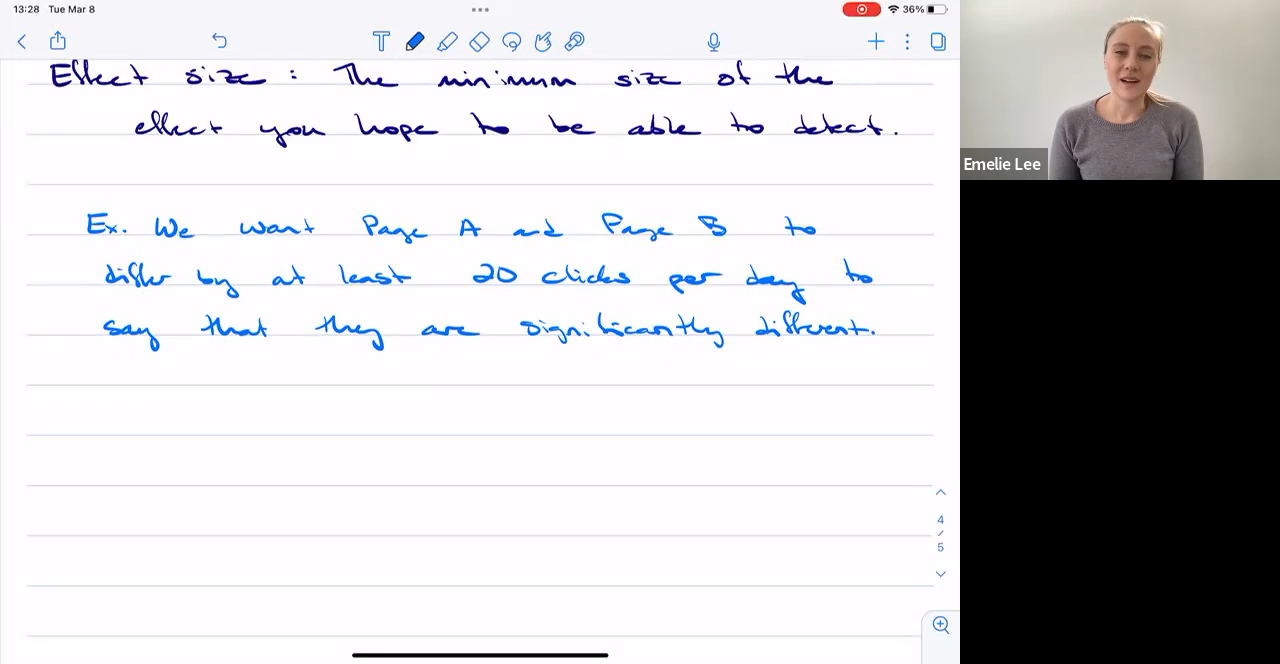 13:28 Tue Mar 8
36%
Effect size : The minimum size of the
effect you hope to be able to detect.
Emelie Lee
Ex. We want Page A and Page B to
differ by at least 20 clicks per day to
say that they are significantly different.
4
/
5